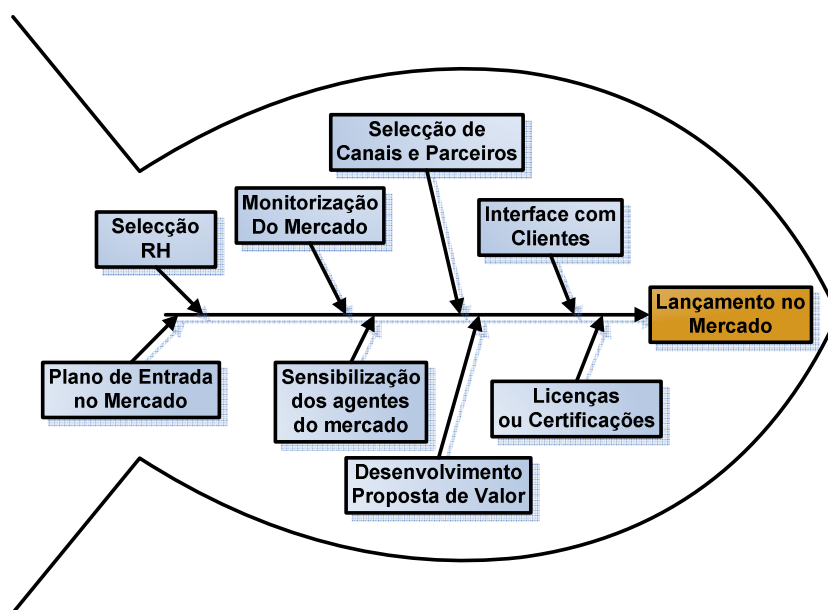 Selecção de
Canais e Parceiros
Monitorização
Do Mercado
Interface com
Clientes
Selecção
RH
Lançamento no
Mercado
Plano de Entrada
no Mercado
Sensibilização
dos agentes
do mercado
Licenças
ou Certificações
Desenvolvimento
Proposta de Valor